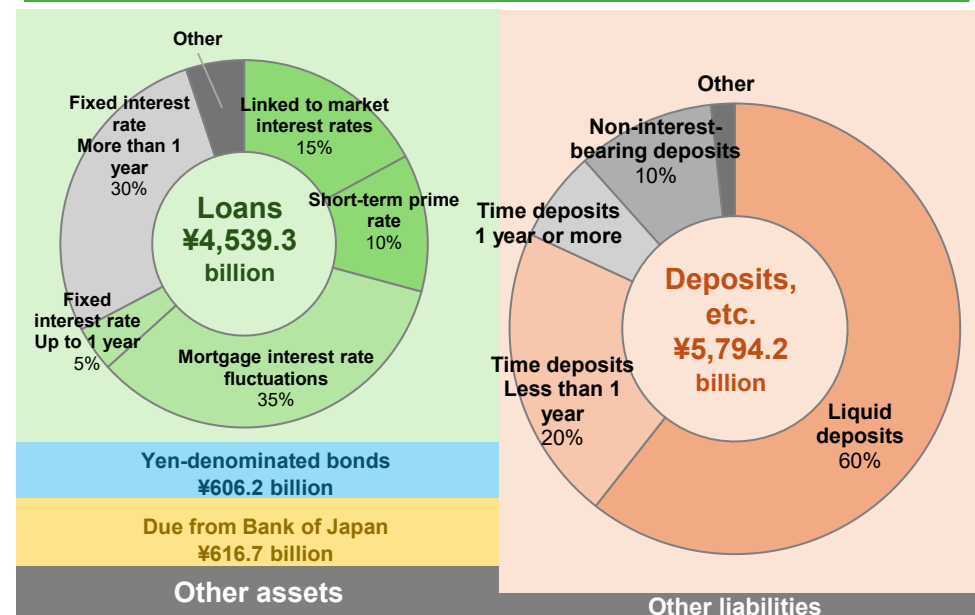 Other
Linked to market
interest rates
15%
Short-term prime
rate
10%
Mortgage interest rate
fluctuations
35%
Fixed
interest rate
Up to 1 year
5%
Fixed interest
rate
More than 1
year
30%
Loans
¥4,539.3
billion
Yen-denominated bonds
¥606.2 billion
Due from Bank of Japan
¥616.7 billion
Other assets
Other
Non-interest-
bearing deposits
10%
Time deposits
1 year or more
Time deposits
Less than 1
year
20%
Liquid
deposits
60%
Deposits,
etc.
¥5,794.2
billion
Other liabilities